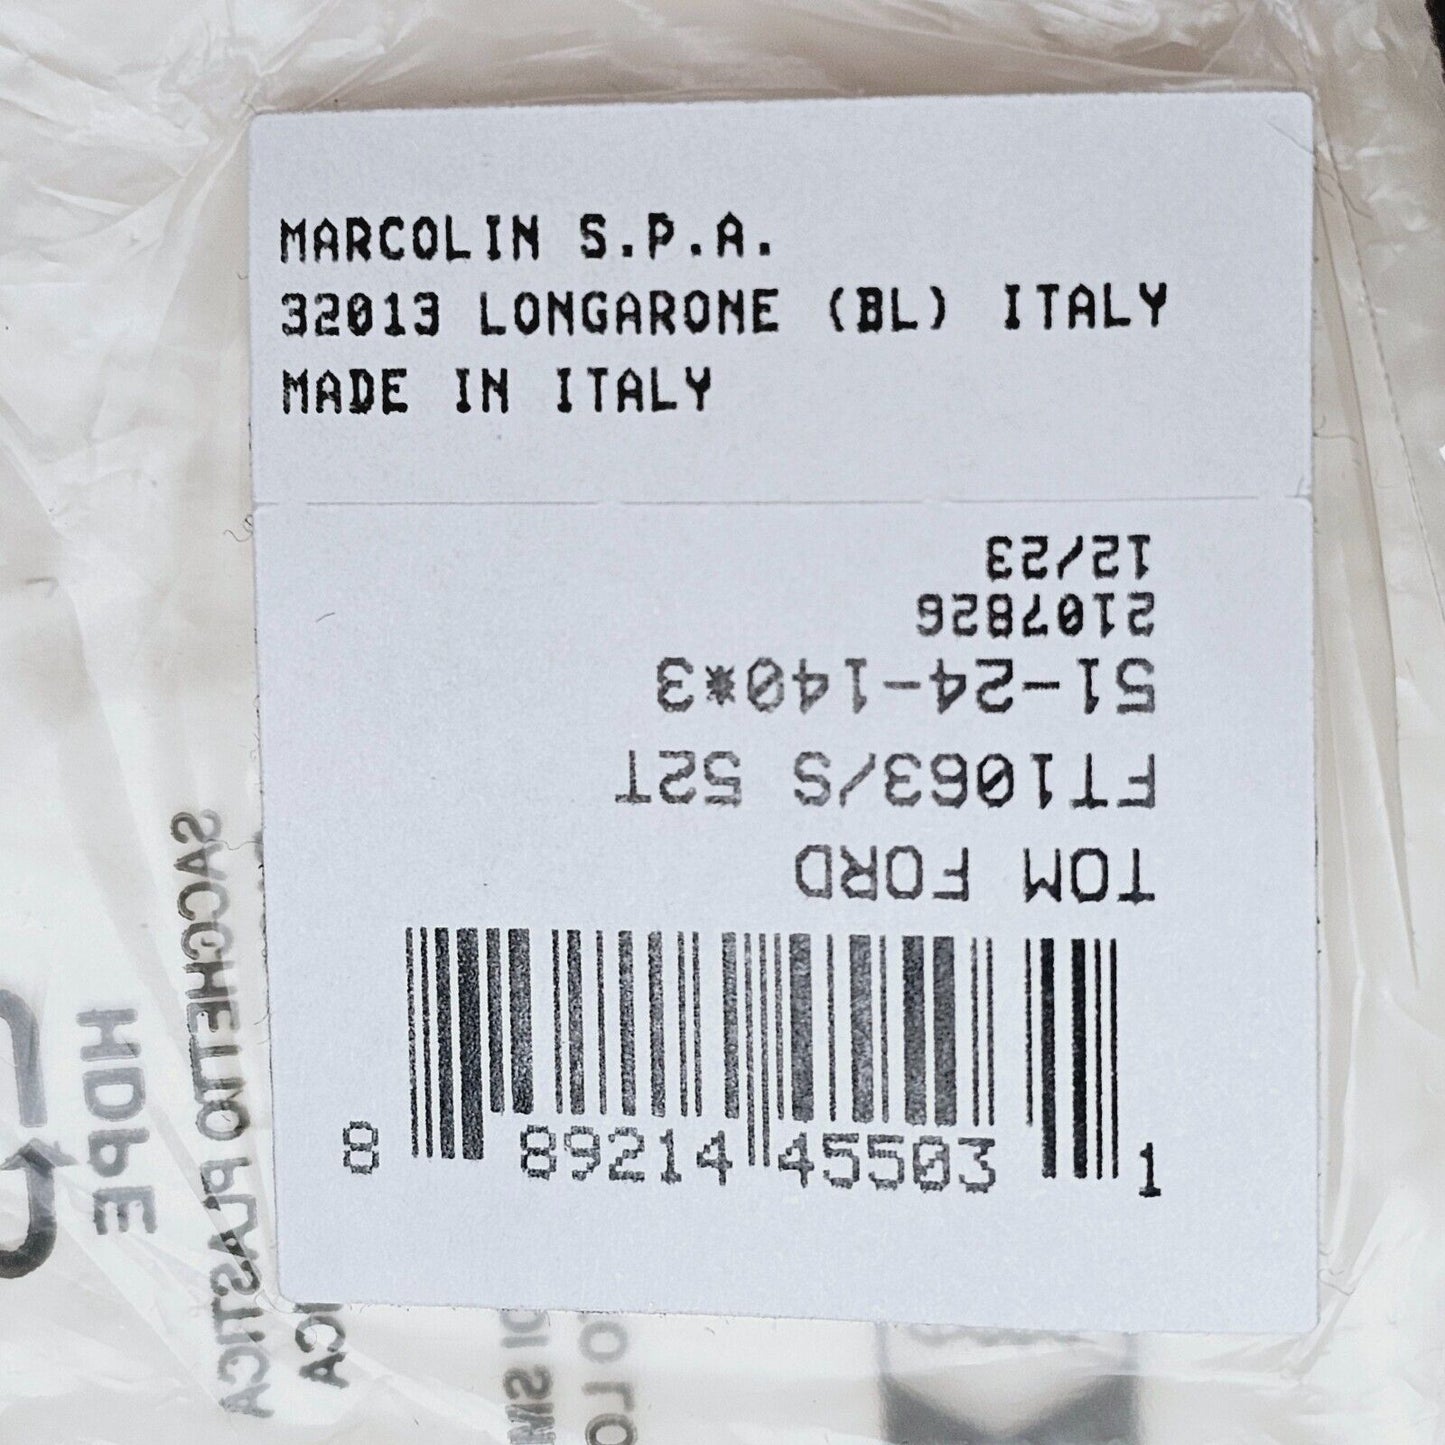 MARCOLIN S.P.A.
32013 LONGARONE (BL) ITALY
MADE IN ITALY
TOM FORD
FT1063/S 52T
51-24-140*3
2107826
12/23
8 89214 45503 1
HDPE
SACCHETTO PLASTICA